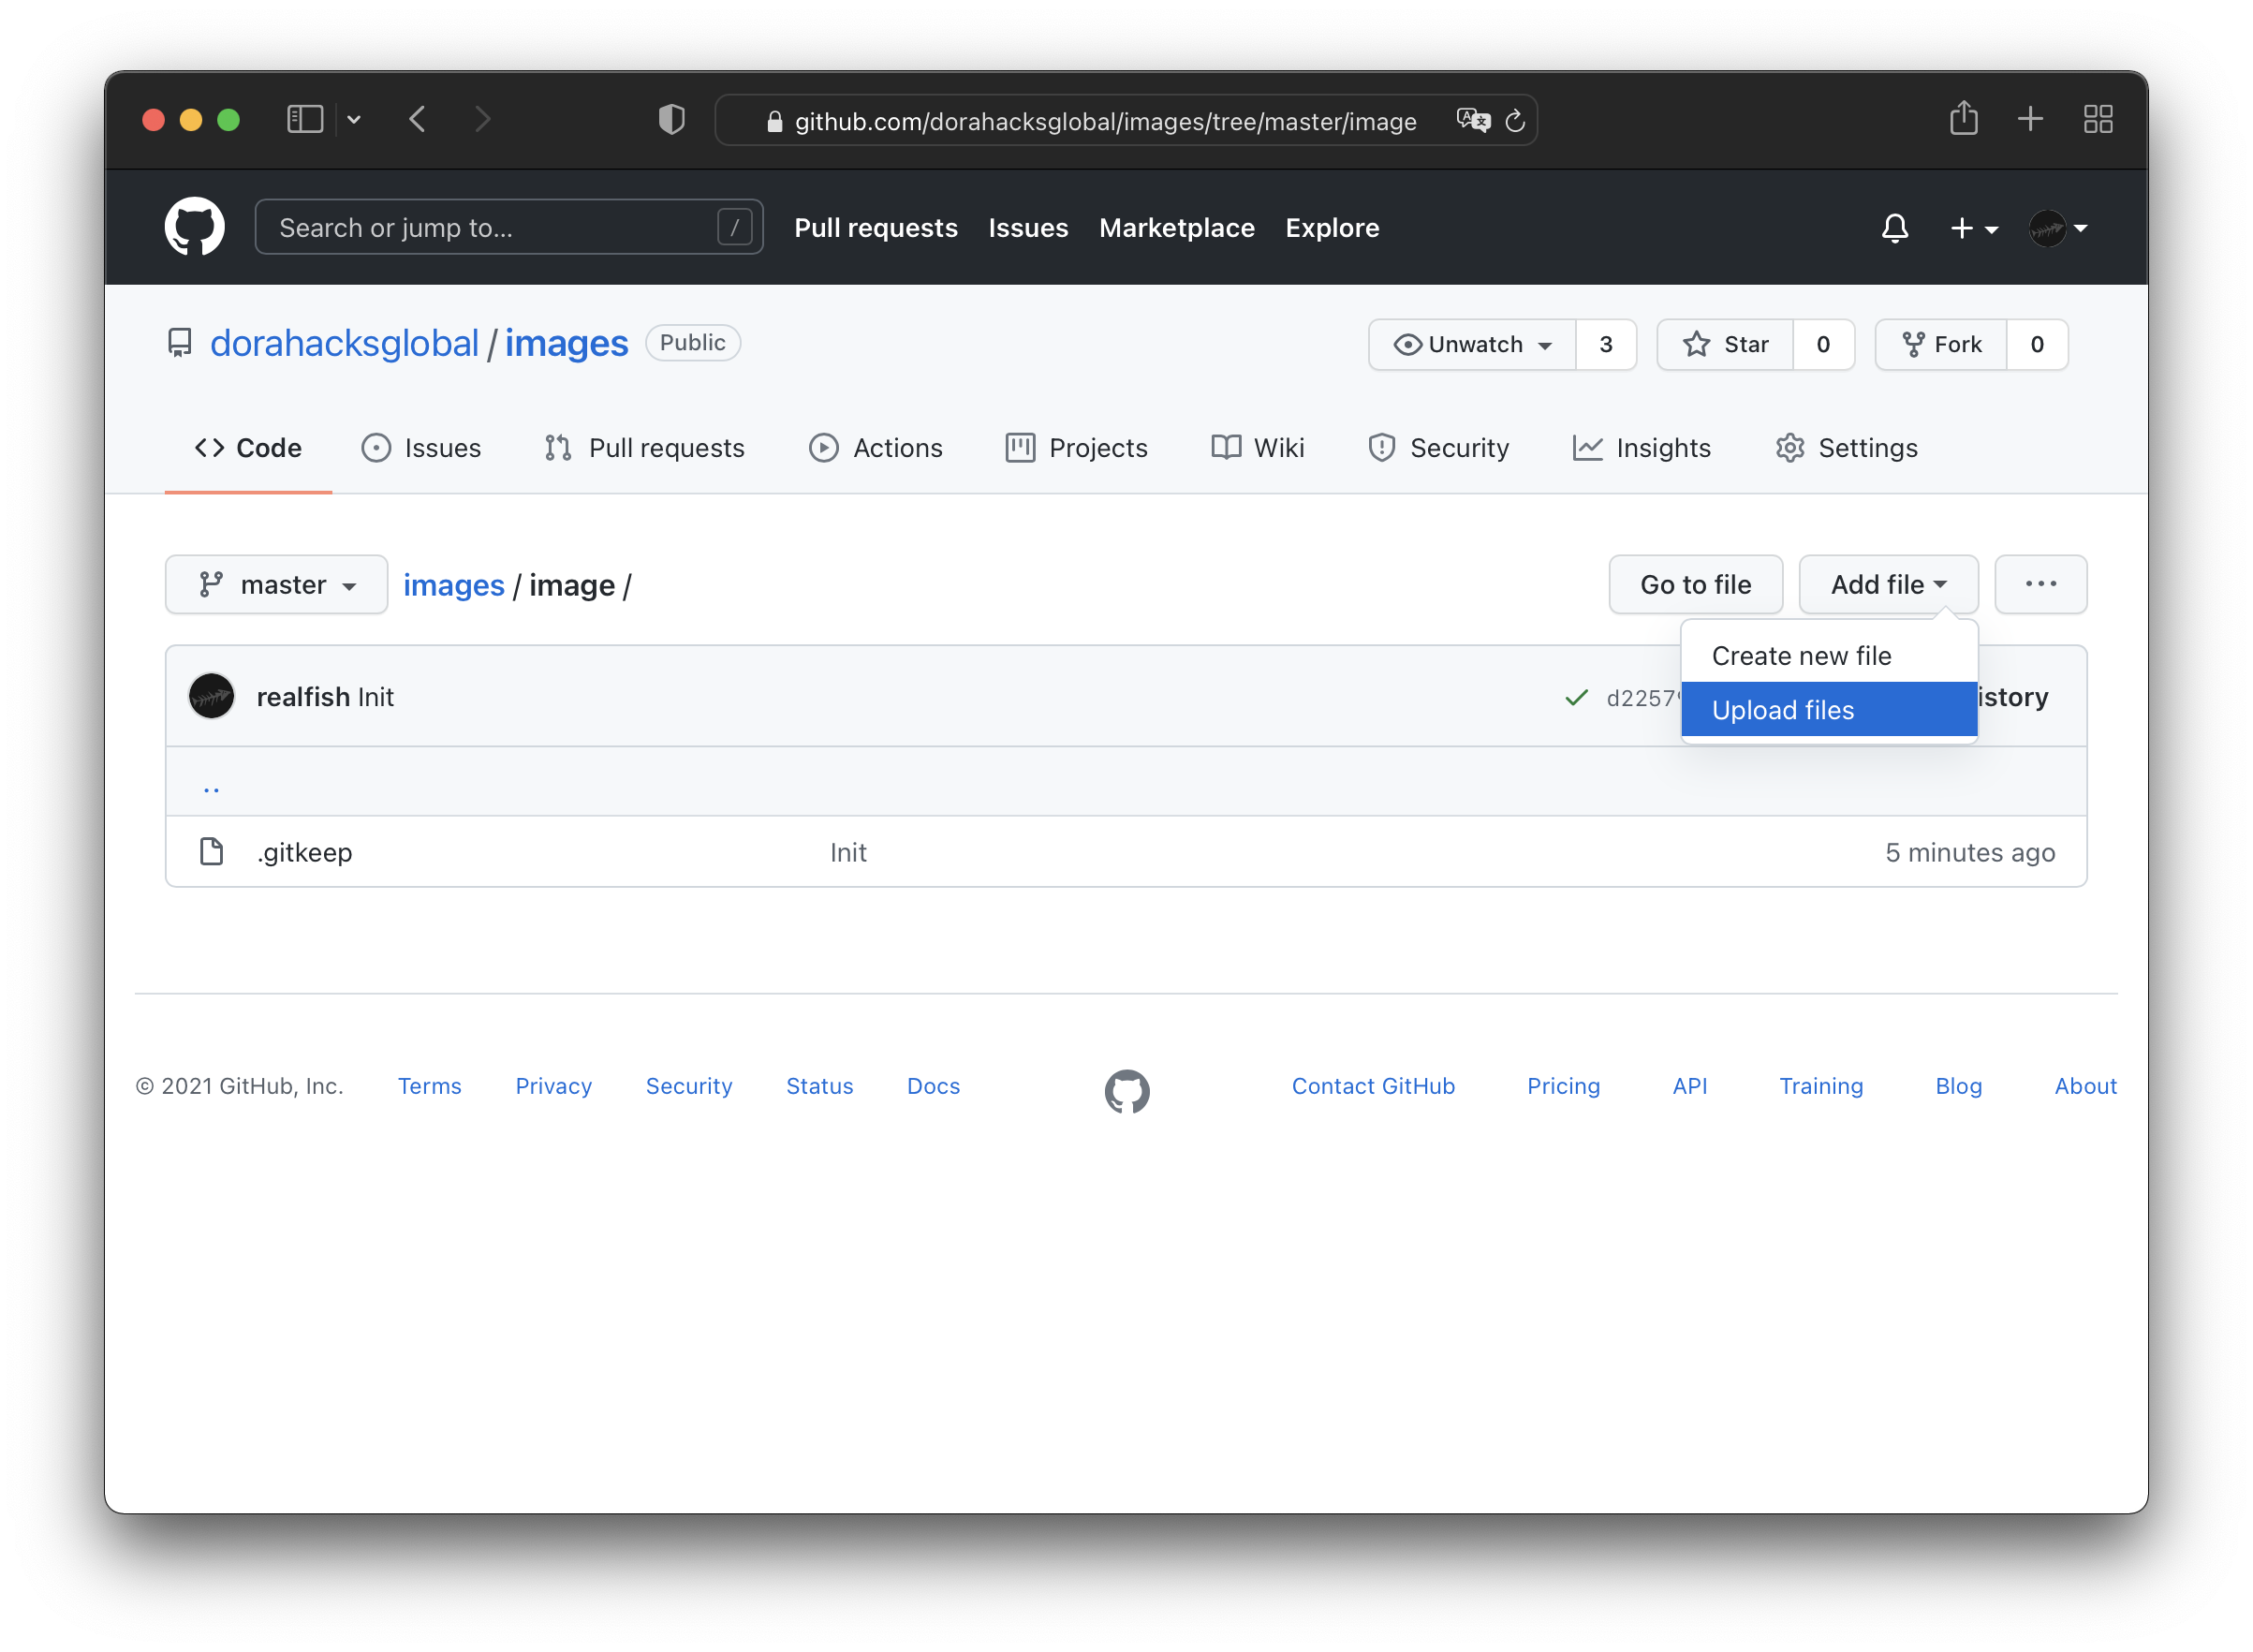 github.com/dorahacksglobal/images/tree/master/image
Search or jump to... / Pull requests Issues Marketplace Explore
dorahacksglobal / images Public Unwatch 3 Star 0 Fork 0
Code Issues Pull requests Actions Projects Wiki Security Insights Settings
master images / image / Go to file Add file ...
Create new file
realfish Init d2257 istory
Upload files
..
.gitkeep Init 5 minutes ago
© 2021 GitHub, Inc. Terms Privacy Security Status Docs Contact GitHub Pricing API Training Blog About